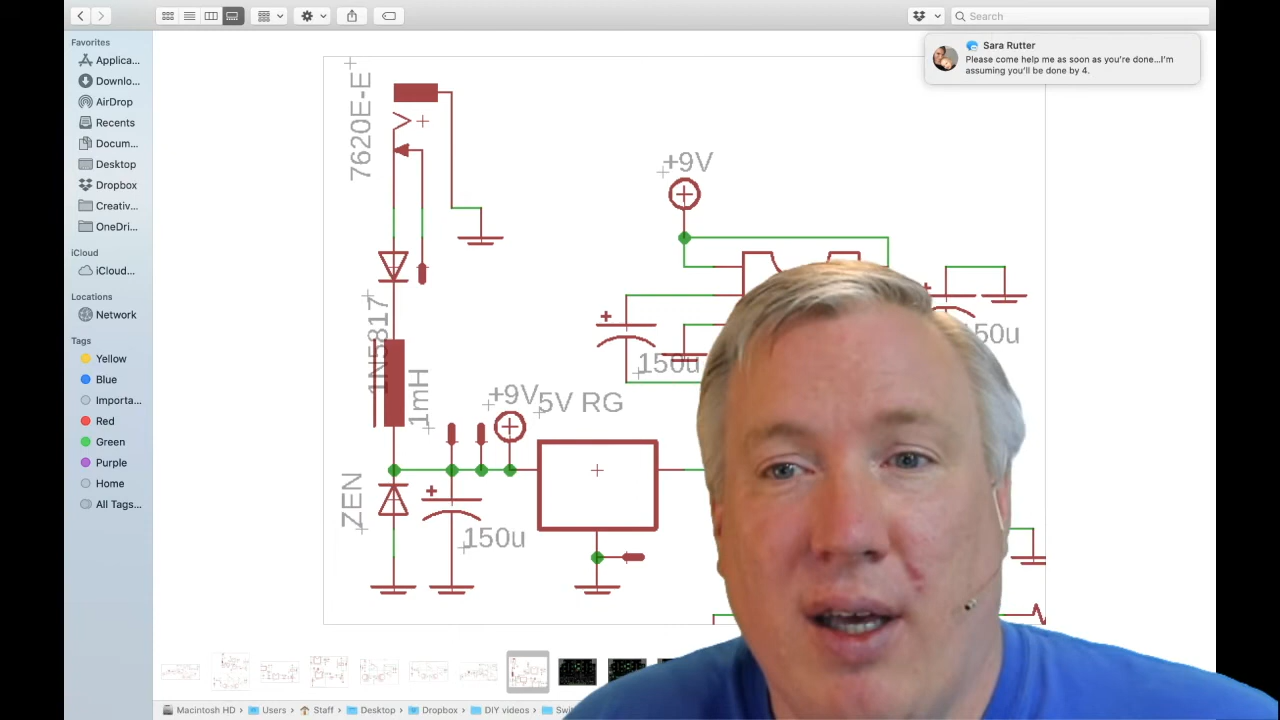 Search
Favorites
Applica...
Downlo...
AirDrop
Recents
Docum...
Desktop
Dropbox
Creativ...
OneDri...
iCloud
iCloud...
Locations
Network
Tags
Yellow
Blue
Importa...
Red
Green
Purple
Home
All Tags...
Sara Rutter
Please come help me as soon as you're done...I'm
assuming you'll be done by 4.
7620E-E
V
+9V
1N5817
1mH
150u
150u
+9V
5V RG
ZEN
150u
Macintosh HD
Users
Staff
Desktop
Dropbox
DIY videos